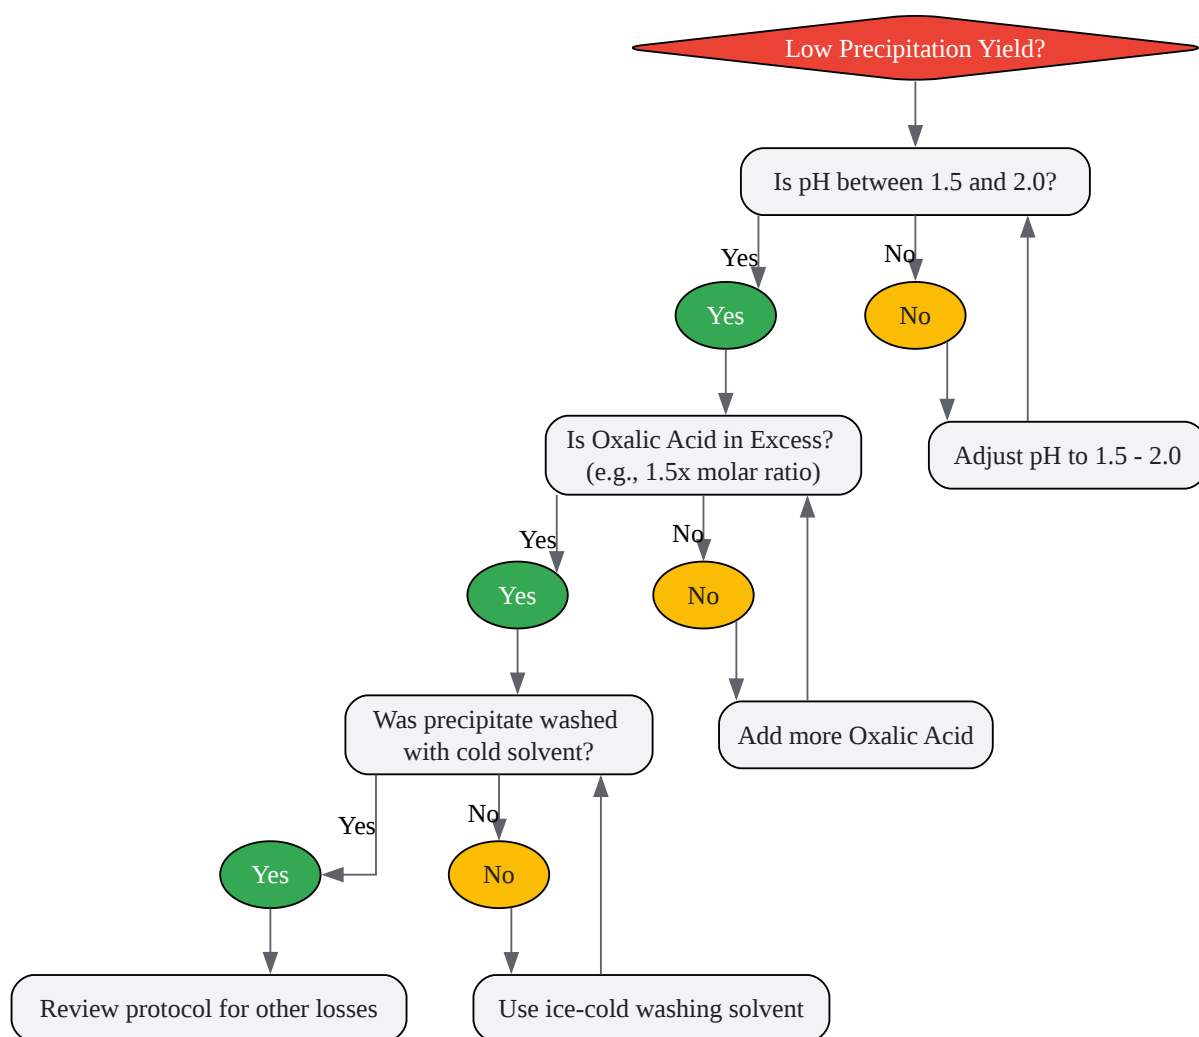 Low Precipitation Yield?
Is pH between 1.5 and 2.0?
Yes
No
Yes
No
Is Oxalic Acid in Excess?
(e.g., 1.5x molar ratio)
Adjust pH to 1.5 - 2.0
Yes
No
Yes
No
Was precipitate washed
with cold solvent?
Add more Oxalic Acid
Yes
No
Yes
No
Review protocol for other losses
Use ice-cold washing solvent